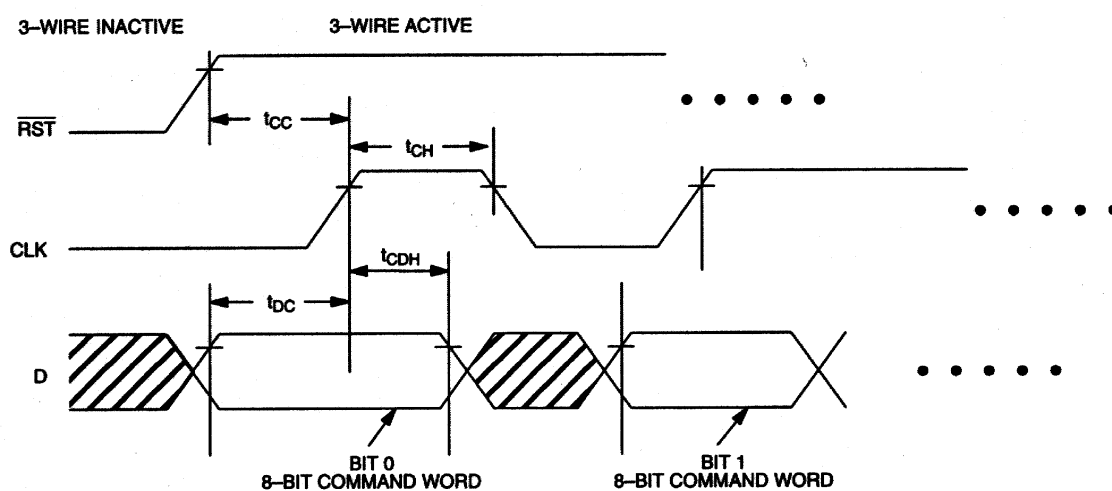 3–WIRE INACTIVE
3–WIRE ACTIVE
RST
tCC
tCH
CLK
tCDH
tDC
D
BIT 0
8–BIT COMMAND WORD
BIT 1
8–BIT COMMAND WORD